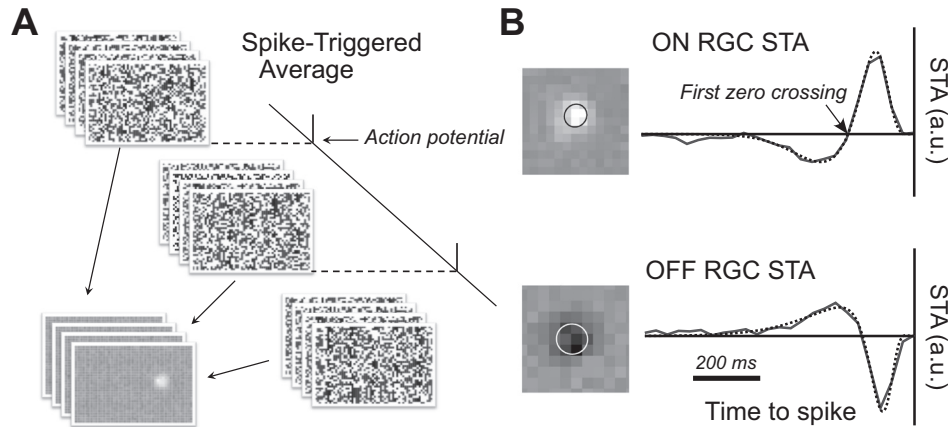 A
Spike-Triggered
Average
Action potential
B
ON RGC STA
First zero crossing
STA (a.u.)
OFF RGC STA
STA (a.u.)
200 ms
Time to spike